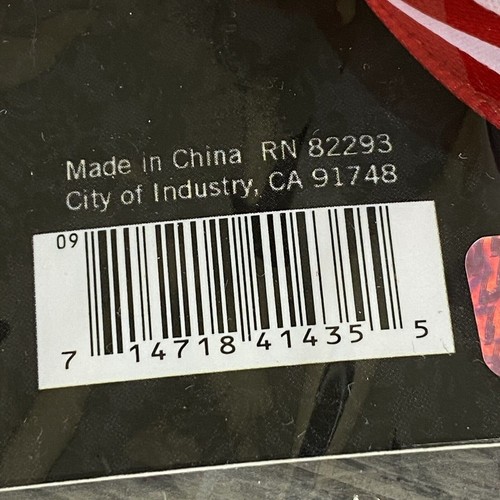 Made in China RN 82293
City of Industry, CA 91748
09
7 14718 41435 5